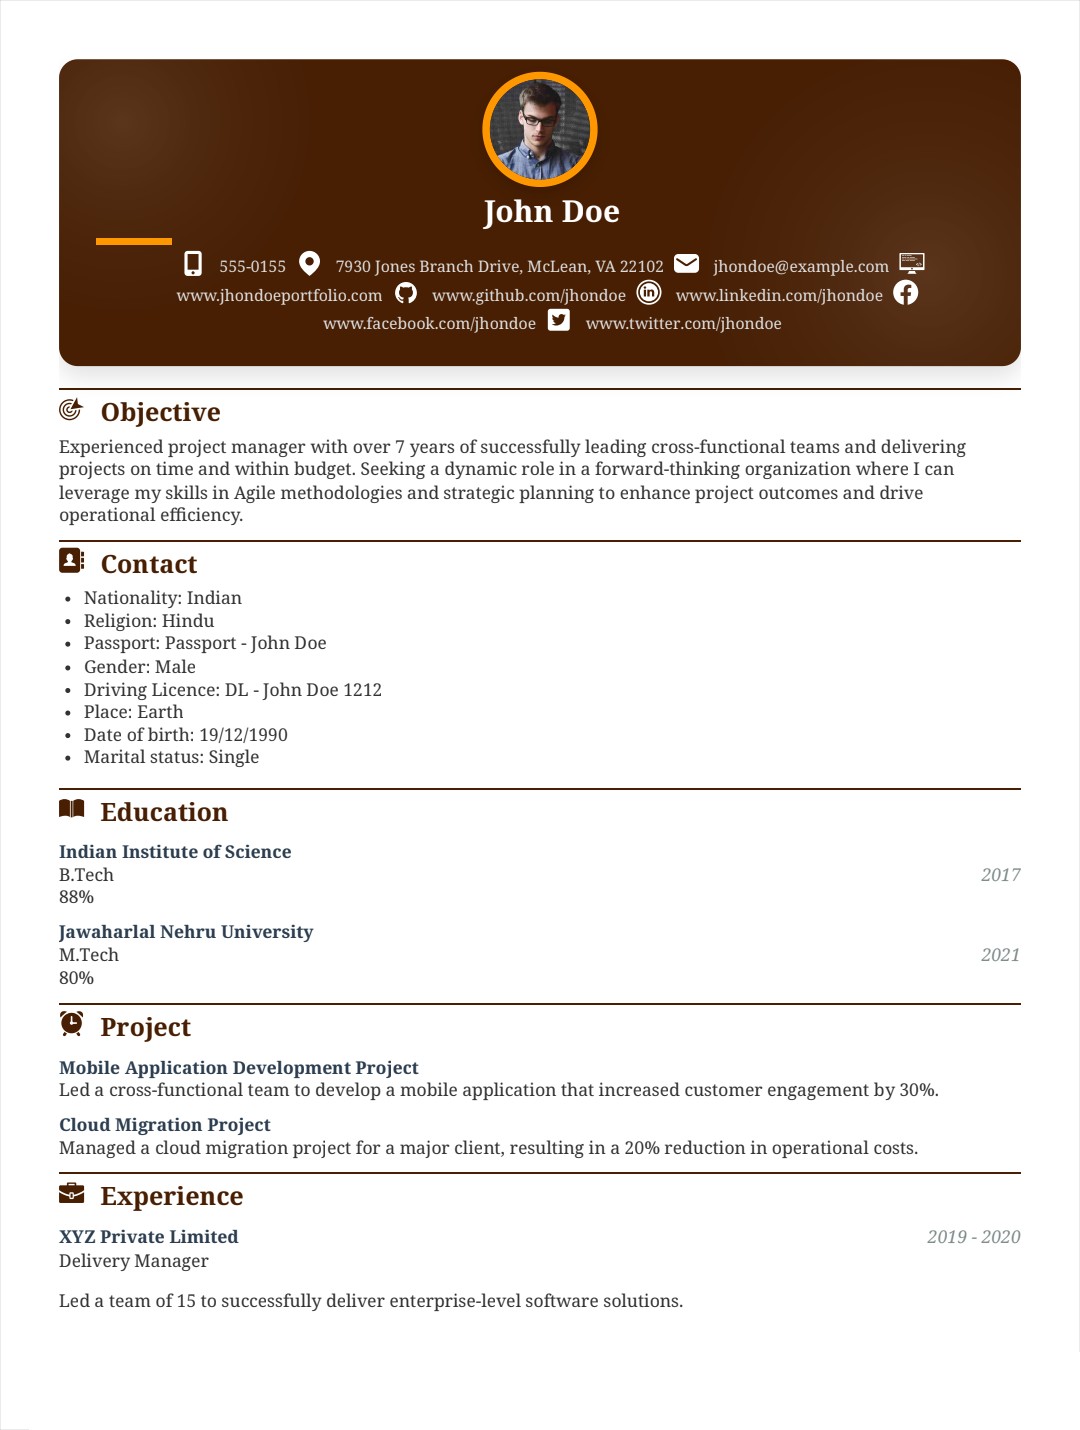 John Doe
555-0155 7930 Jones Branch Drive, McLean, VA 22102 jhondoe@example.com
www.jhondoeportfolio.com www.github.com/jhondoe www.linkedin.com/jhondoe
www.facebook.com/jhondoe www.twitter.com/jhondoe
Objective
Experienced project manager with over 7 years of successfully leading cross-functional teams and delivering
projects on time and within budget. Seeking a dynamic role in a forward-thinking organization where I can
leverage my skills in Agile methodologies and strategic planning to enhance project outcomes and drive
operational efficiency.
Contact
• Nationality: Indian
• Religion: Hindu
• Passport: Passport - John Doe
• Gender: Male
• Driving Licence: DL - John Doe 1212
• Place: Earth
• Date of birth: 19/12/1990
• Marital status: Single
Education
Indian Institute of Science
B.Tech 2017
88%
Jawaharlal Nehru University
M.Tech 2021
80%
Project
Mobile Application Development Project
Led a cross-functional team to develop a mobile application that increased customer engagement by 30%.
Cloud Migration Project
Managed a cloud migration project for a major client, resulting in a 20% reduction in operational costs.
Experience
XYZ Private Limited 2019 - 2020
Delivery Manager
Led a team of 15 to successfully deliver enterprise-level software solutions.